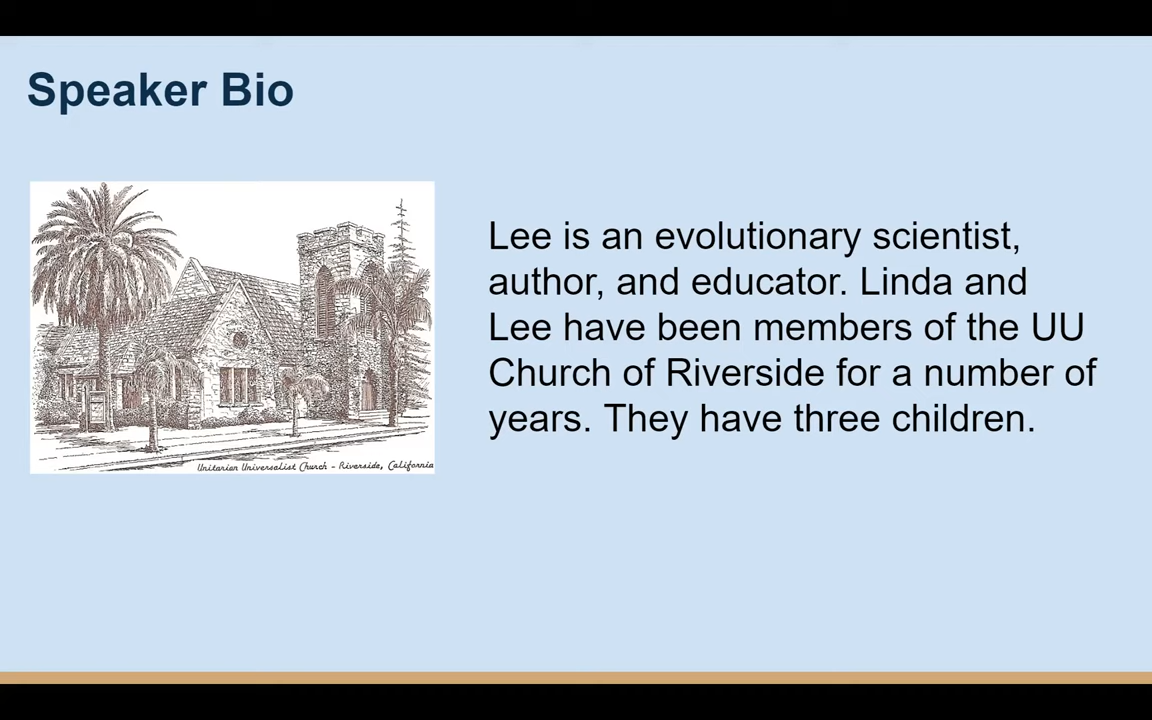 Speaker Bio
Lee is an evolutionary scientist,
author, and educator. Linda and
Lee have been members of the UU
Church of Riverside for a number of
years. They have three children.
Unitarian Universalist Church - Riverside, California